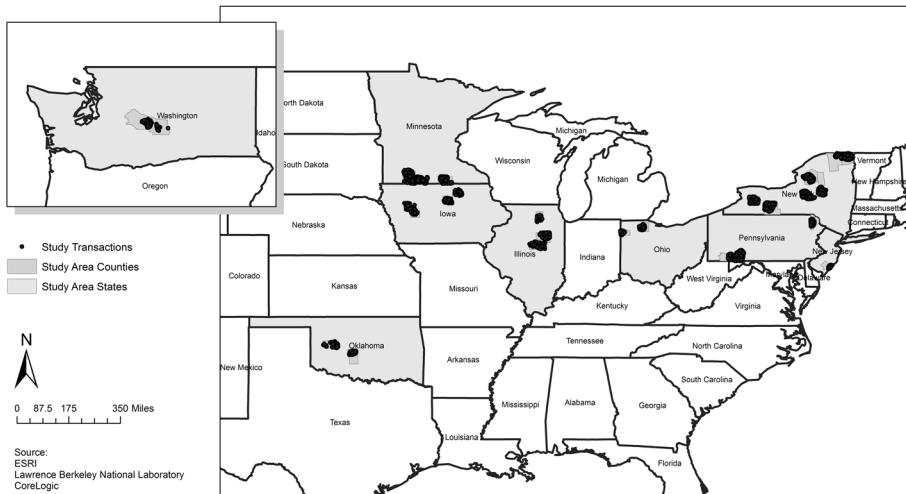 Washington
Idaho
Oregon
North Dakota
Minnesota
Michigan
South Dakota
Wisconsin
Michigan
Vermont
New
New Hampshire
Massachusetts
Connecticut
Nebraska
Iowa
Illinois
Indiana
Ohio
Pennsylvania
New Jersey
Maryland
Delaware
Colorado
Kansas
Missouri
West Virginia
Virginia
Kentucky
Oklahoma
Tennessee
North Carolina
New Mexico
Arkansas
South Carolina
Texas
Mississippi
Alabama
Georgia
Louisiana
Florida
Study Transactions
Study Area Counties
Study Area States
N
0 87.5 175 350 Miles
Source:
ESRI
Lawrence Berkeley National Laboratory
CoreLogic